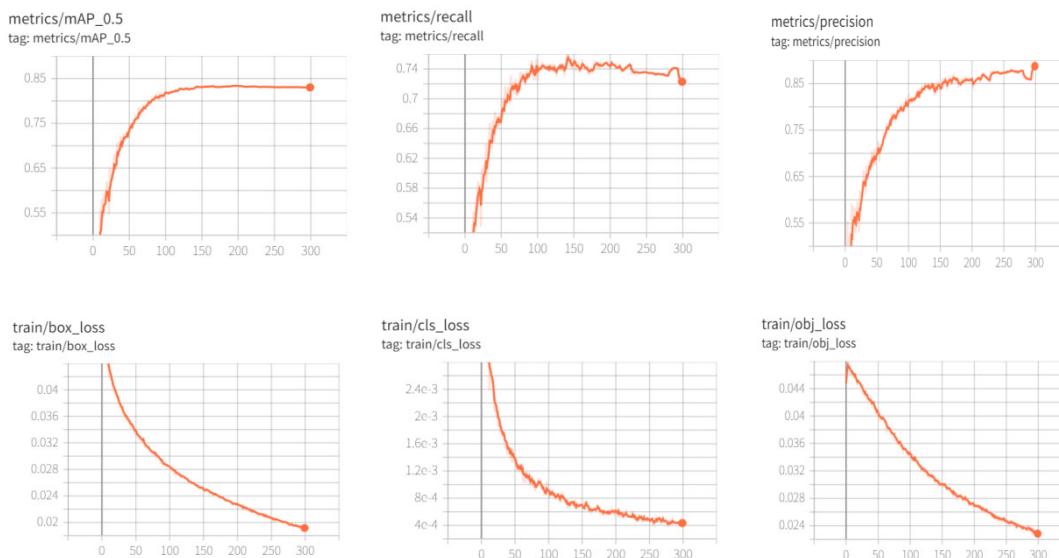 metrics/mAP_0.5
tag: metrics/mAP_0.5
0.85
0.75
0.65
0.55
0 50 100 150 200 250 300
metrics/recall
tag: metrics/recall
0.74
0.7
0.66
0.62
0.58
0.54
0 50 100 150 200 250 300
metrics/precision
tag: metrics/precision
0.85
0.75
0.65
0.55
0 50 100 150 200 250 300
train/box_loss
tag: train/box_loss
0.04
0.036
0.032
0.028
0.024
0.02
0 50 100 150 200 250 300
train/cls_loss
tag: train/cls_loss
2.4e-3
2e-3
1.6e-3
1.2e-3
8e-4
4e-4
0 50 100 150 200 250 300
train/obj_loss
tag: train/obj_loss
0.044
0.04
0.036
0.032
0.028
0.024
0 50 100 150 200 250 300